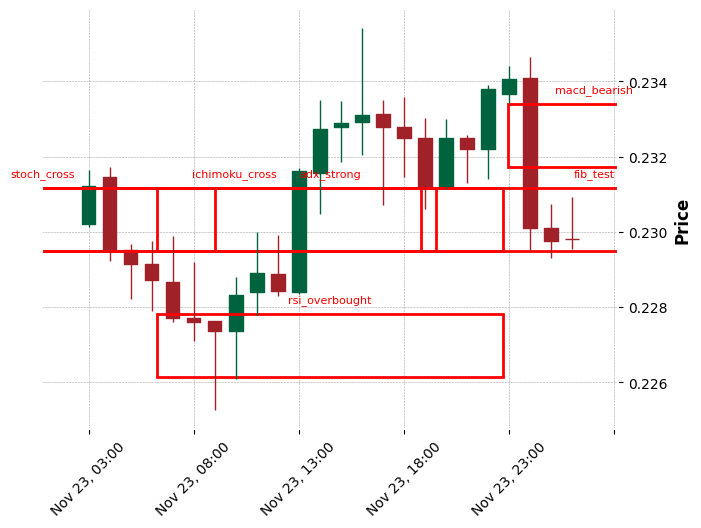 macd_bearish
stoch_cross
ichimoku_cross
adx_strong
fib_test
rsi_overbought
0.234
0.232
0.230
0.228
0.226
Price
Nov 23, 03:00
Nov 23, 08:00
Nov 23, 13:00
Nov 23, 18:00
Nov 23, 23:00